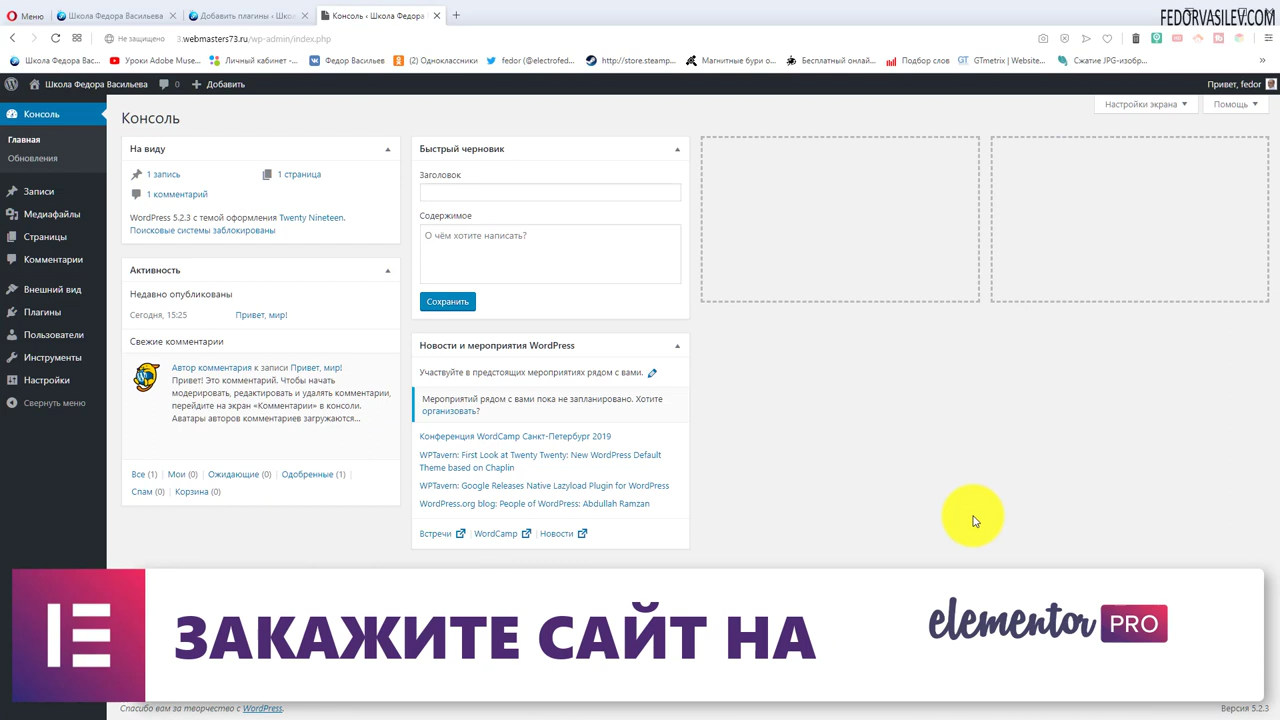 Меню
Школа Федора Васильева
Добавить плагины ‹ Шко
Консоль ‹ Школа Федора
FEDORVASILEV.COM
Не защищено
3.webmasters73.ru/wp-admin/index.php
Школа Федора Вас...
Уроки Adobe Muse...
Личный кабинет -...
Федор Васильев
(2) Одноклассники
fedor (@electrofed...
http://store.steamp...
Магнитные бури о...
Бесплатный онлай...
Подбор слов
GTmetrix | Website...
Сжатие JPG-изобр...
Школа Федора Васильева
0
Добавить
Привет, fedor
Консоль
Главная
Обновления
Записи
Медиафайлы
Страницы
Комментарии
Внешний вид
Плагины
Пользователи
Инструменты
Настройки
Свернуть меню
Настройки экрана
Помощь
Консоль
На виду
1 запись
1 страница
1 комментарий
WordPress 5.2.3 с темой оформления Twenty Nineteen.
Поисковые системы заблокированы
Активность
Недавно опубликованы
Сегодня, 15:25
Привет, мир!
Свежие комментарии
Автор комментария к записи Привет, мир!
Привет! Это комментарий. Чтобы начать
модерировать, редактировать и удалять комментарии,
перейдите на экран «Комментарии» в консоли.
Аватары авторов комментариев загружаются...
Все (1) | Мои (0) | Ожидающие (0) | Одобренные (1) |
Спам (0) | Корзина (0)
Быстрый черновик
Заголовок
Содержимое
О чём хотите написать?
Сохранить
Новости и мероприятия WordPress
Участвуйте в предстоящих мероприятиях рядом с вами.
Мероприятий рядом с вами пока не запланировано. Хотите
организовать?
Конференция WordCamp Санкт-Петербург 2019
WPTavern: First Look at Twenty Twenty: New WordPress Default
Theme based on Chaplin
WPTavern: Google Releases Native Lazyload Plugin for WordPress
WordPress.org blog: People of WordPress: Abdullah Ramzan
Встречи | WordCamp | Новости
ЗАКАЖИТЕ САЙТ НА
elementor PRO
Спасибо вам за творчество с WordPress.
Версия 5.2.3